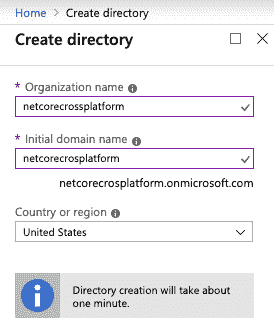 Home > Create directory
Create directory
* Organization name
netcorecrossplatform
* Initial domain name
netcorecrosplatform
netcorecrosplatform.onmicrosoft.com
Country or region
United States
Directory creation will take about
one minute.